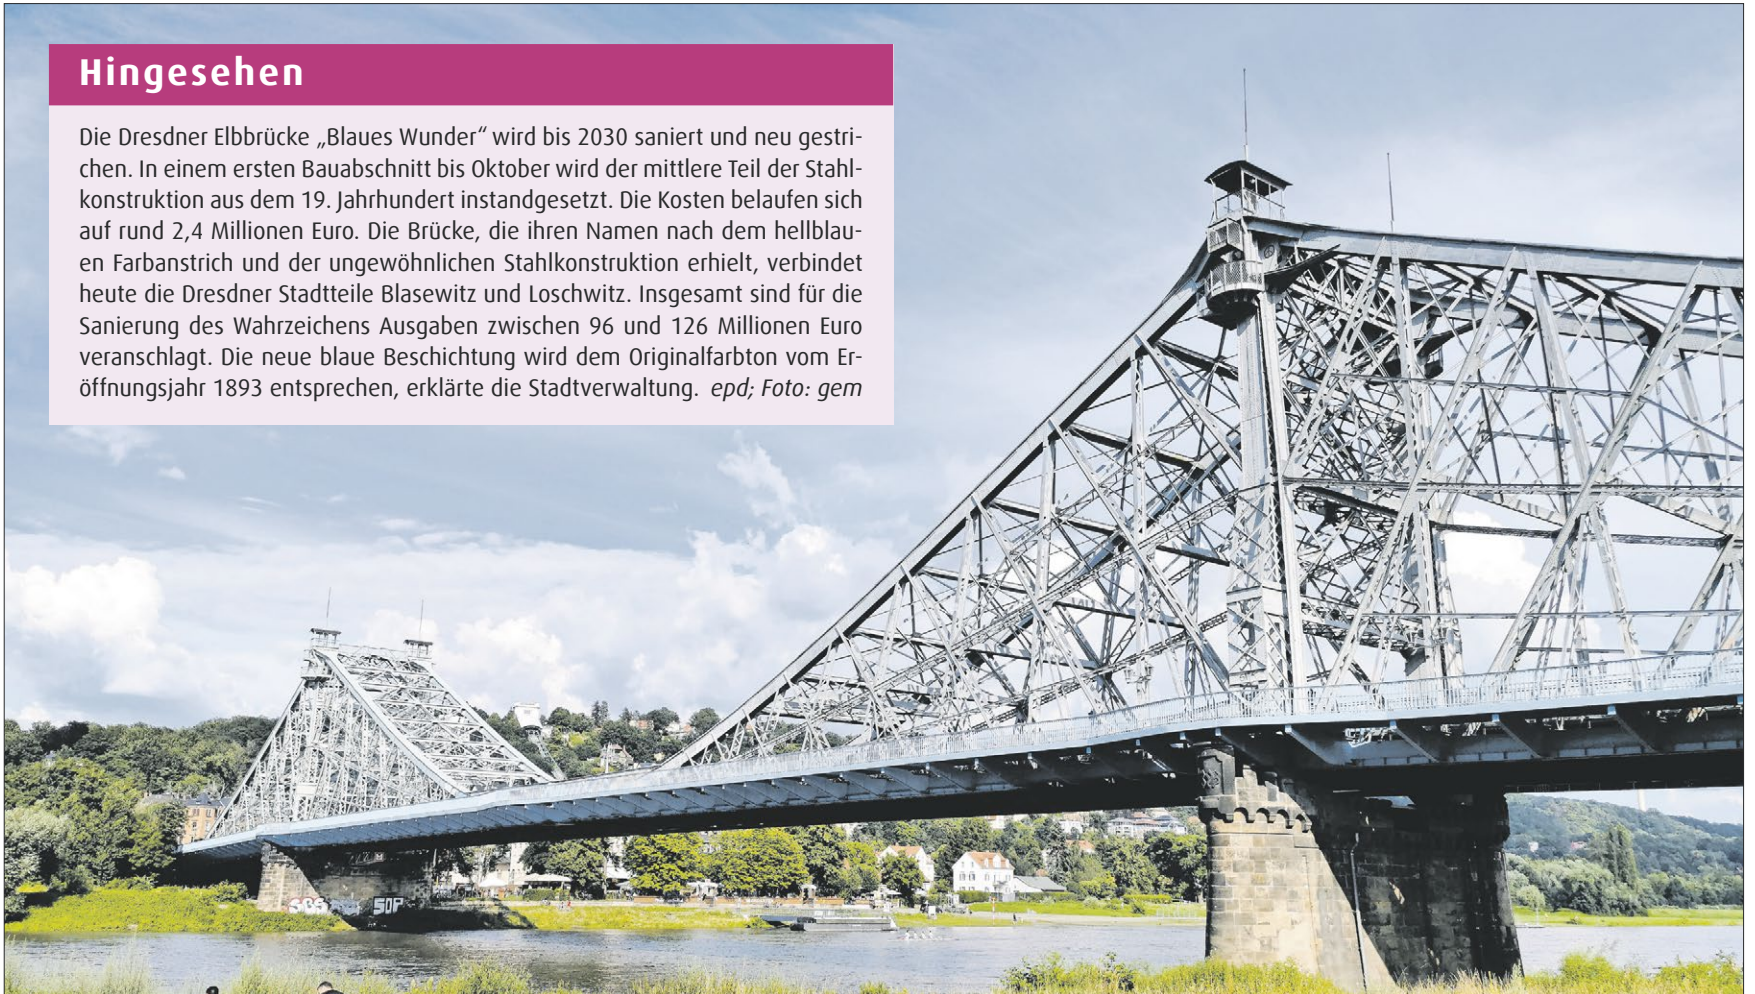 Hingesehen
Die Dresdner Elbbrücke „Blaues Wunder“ wird bis 2030 saniert und neu gestri-
chen. In einem ersten Bauabschnitt bis Oktober wird der mittlere Teil der Stahl-
konstruktion aus dem 19. Jahrhundert instandgesetzt. Die Kosten belaufen sich
auf rund 2,4 Millionen Euro. Die Brücke, die ihren Namen nach dem hellblau-
en Farbanstrich und der ungewöhnlichen Stahlkonstruktion erhielt, verbindet
heute die Dresdner Stadtteile Blasewitz und Loschwitz. Insgesamt sind für die
Sanierung des Wahrzeichens Ausgaben zwischen 96 und 126 Millionen Euro
veranschlagt. Die neue blaue Beschichtung wird dem Originalfarbton vom Er-
öffnungsjahr 1893 entsprechen, erklärte die Stadtverwaltung. epd; Foto: gem
SBS SOP